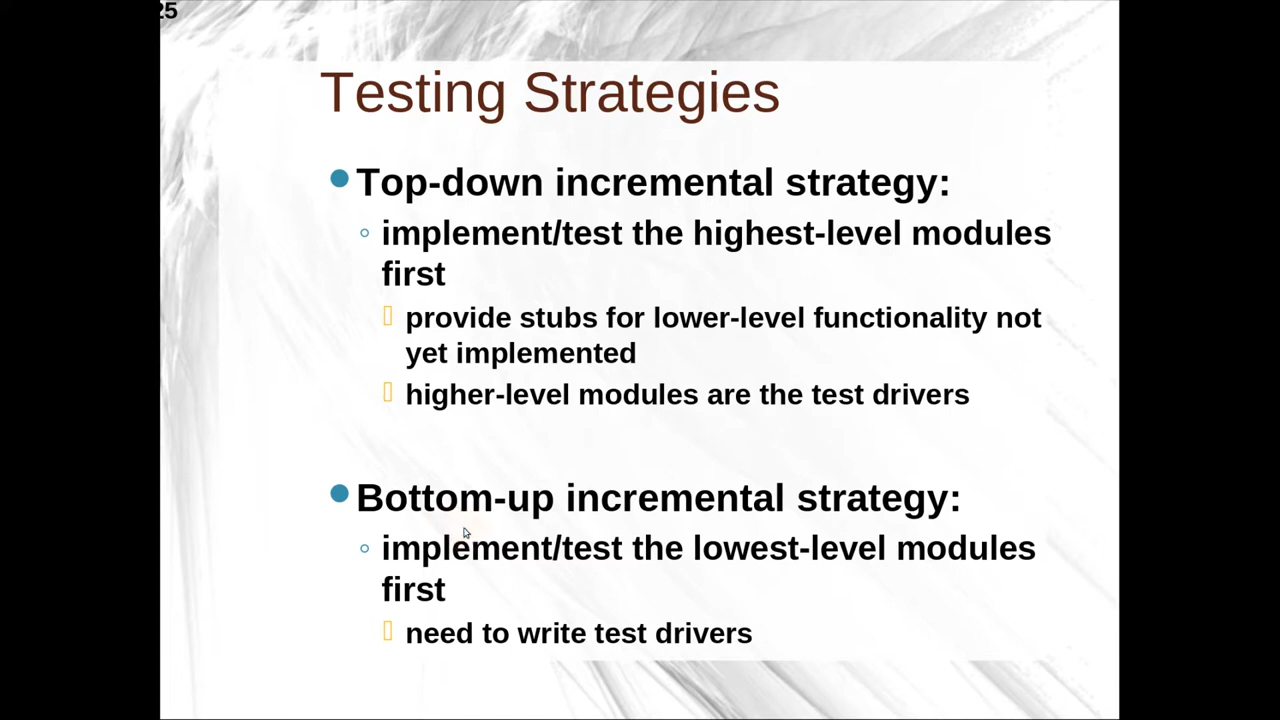 25
Testing Strategies
Top-down incremental strategy:
implement/test the highest-level modules
first
provide stubs for lower-level functionality not
yet implemented
higher-level modules are the test drivers
Bottom-up incremental strategy:
implement/test the lowest-level modules
first
need to write test drivers